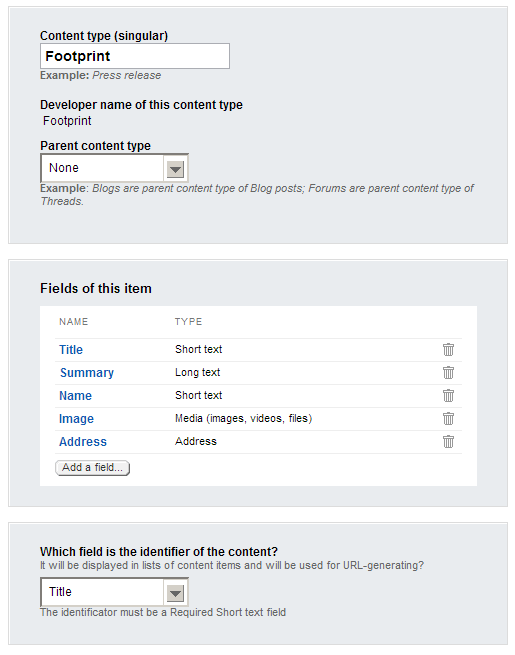 Content type (singular)
Footprint
Example: Press release
Developer name of this content type
Footprint
Parent content type
None
Example: Blogs are parent content type of Blog posts; Forums are parent content type of
Threads.
Fields of this item
NAME TYPE
Title Short text
Summary Long text
Name Short text
Image Media (images, videos, files)
Address Address
Add a field...
Which field is the identifier of the content?
It will be displayed in lists of content items and will be used for URL-generating?
Title
The identificator must be a Required Short text field